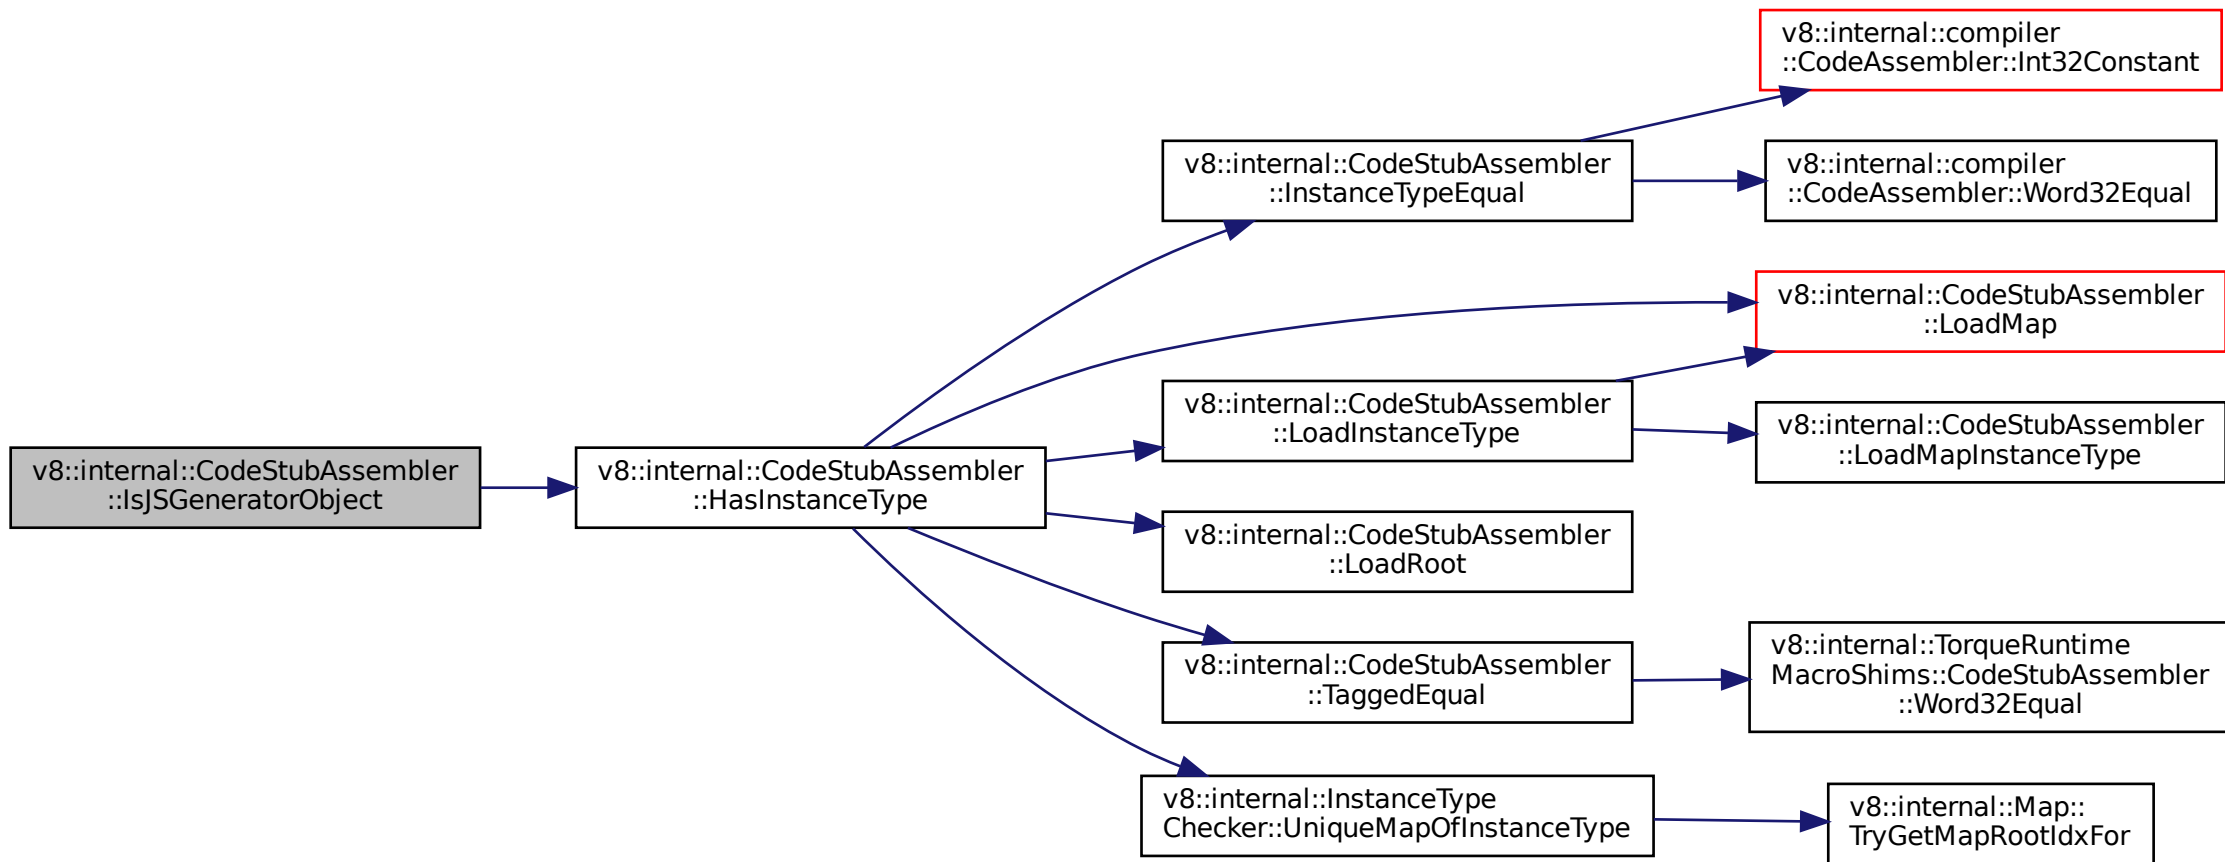 v8::internal::CodeStubAssembler
::IsJSGeneratorObject
v8::internal::CodeStubAssembler
::HasInstanceType
v8::internal::CodeStubAssembler
::InstanceTypeEqual
v8::internal::compiler
::CodeAssembler::Int32Constant
v8::internal::compiler
::CodeAssembler::Word32Equal
v8::internal::CodeStubAssembler
::LoadMap
v8::internal::CodeStubAssembler
::LoadInstanceType
v8::internal::CodeStubAssembler
::LoadMapInstanceType
v8::internal::CodeStubAssembler
::LoadRoot
v8::internal::CodeStubAssembler
::TaggedEqual
v8::internal::TorqueRuntime
MacroShims::CodeStubAssembler
::Word32Equal
v8::internal::InstanceType
Checker::UniqueMapOfInstanceType
v8::internal::Map::
TryGetMapRootIdxFor